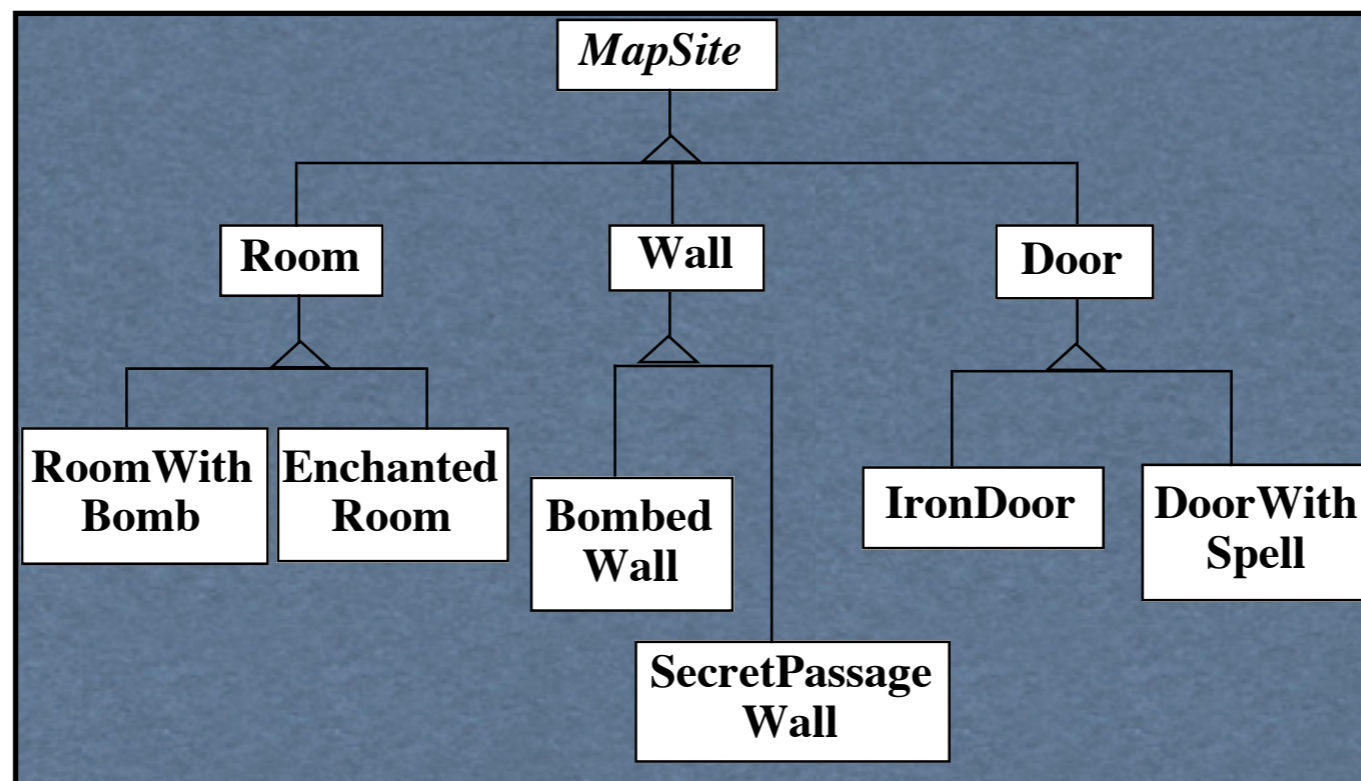 MapSite
Room
Wall
Door
RoomWith
Bomb
Enchanted
Room
Bombed
Wall
SecretPassage
Wall
IronDoor
DoorWith
Spell